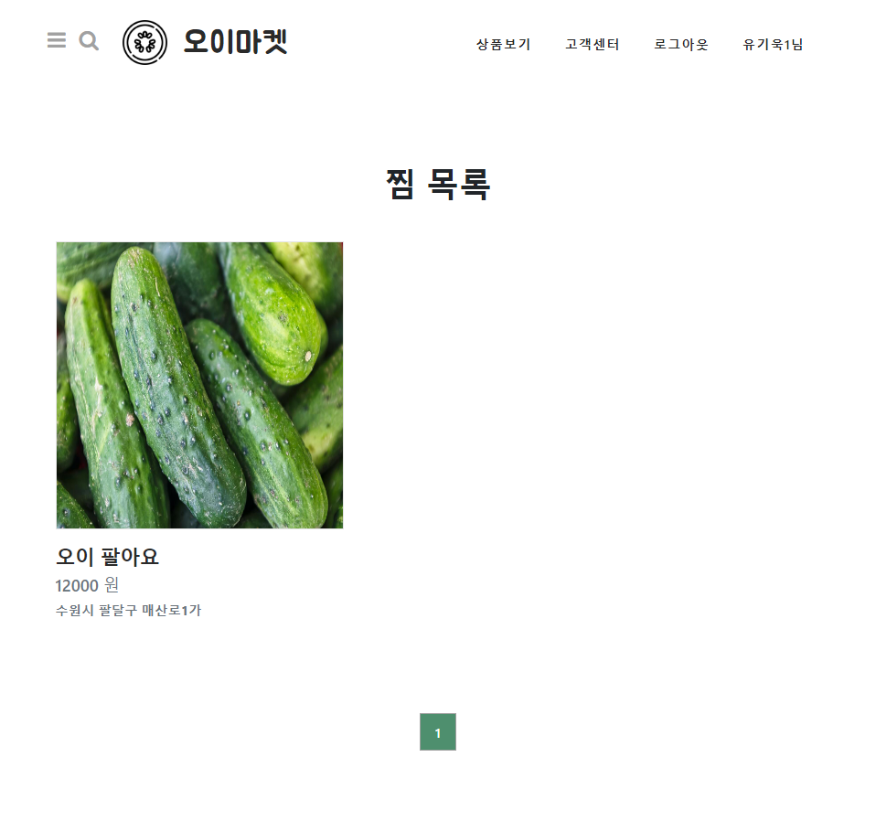 오이마켓
상품보기 고객센터 로그아웃 유기욱1님
찜 목록
오이 팔아요
12000 원
수원시 팔달구 매산로1가
1